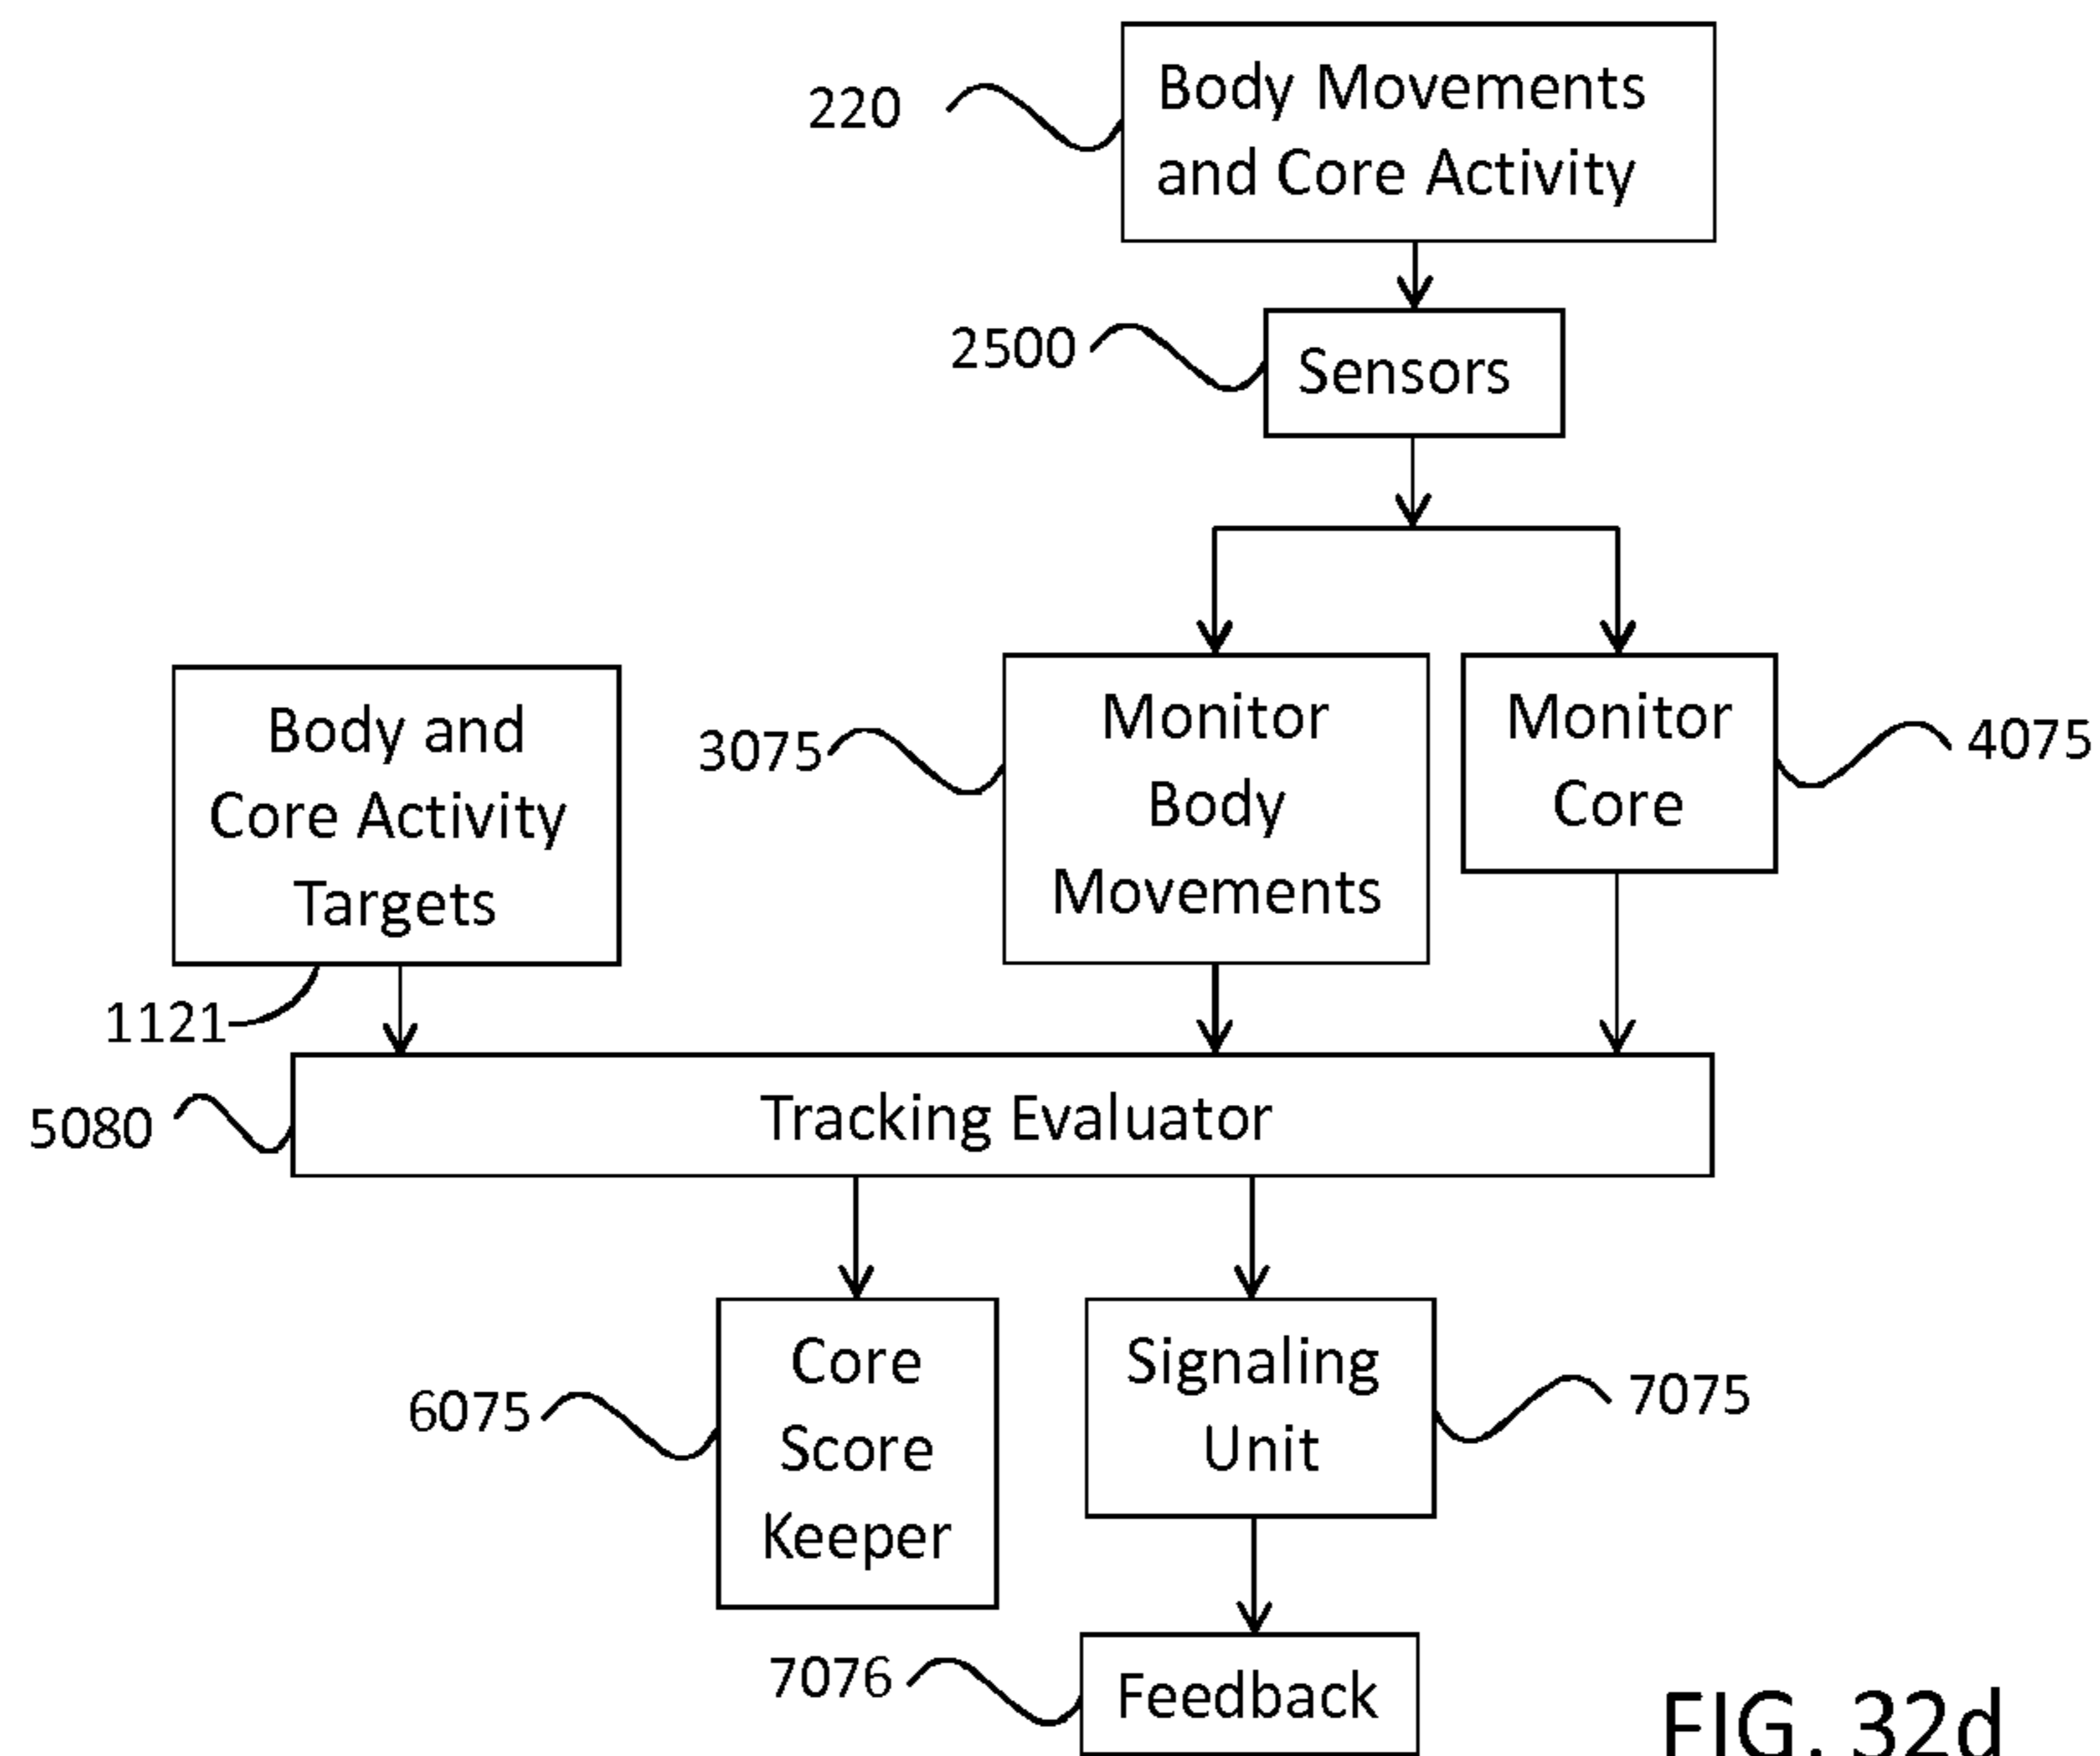 220
Body Movements
and Core Activity
2500
Sensors
Body and
Core Activity
Targets
1121
3075
Monitor
Body
Movements
Monitor
Core
4075
5080
Tracking Evaluator
6075
Core
Score
Keeper
Signaling
Unit
7075
7076
Feedback
FIG. 32d